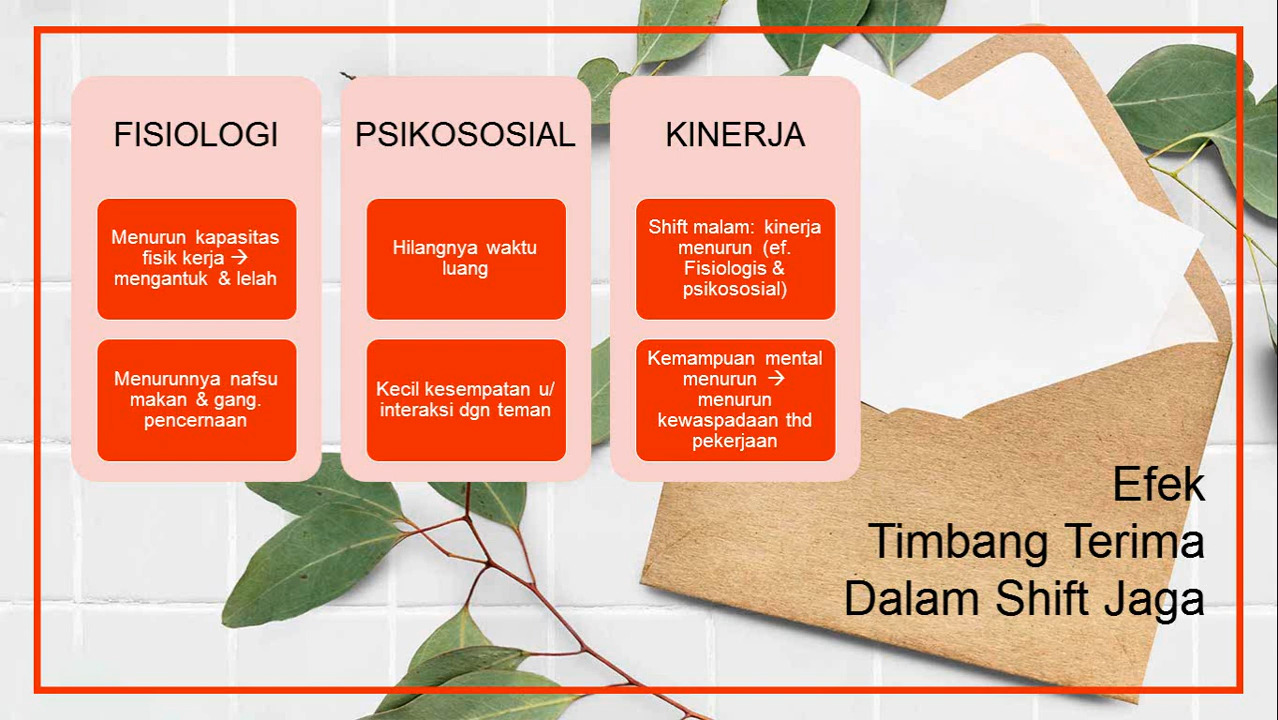 FISIOLOGI
Menurun kapasitas
fisik kerja →
mengantuk & lelah
Menurunnya nafsu
makan & gang.
pencernaan
PSIKOSOSIAL
Hilangnya waktu
luang
Kecil kesempatan u/
interaksi dgn teman
KINERJA
Shift malam: kinerja
menurun (ef.
Fisiologis &
psikososial)
Kemampuan mental
menurun →
menurun
kewaspadaan thd
pekerjaan
Efek
Timbang Terima
Dalam Shift Jaga